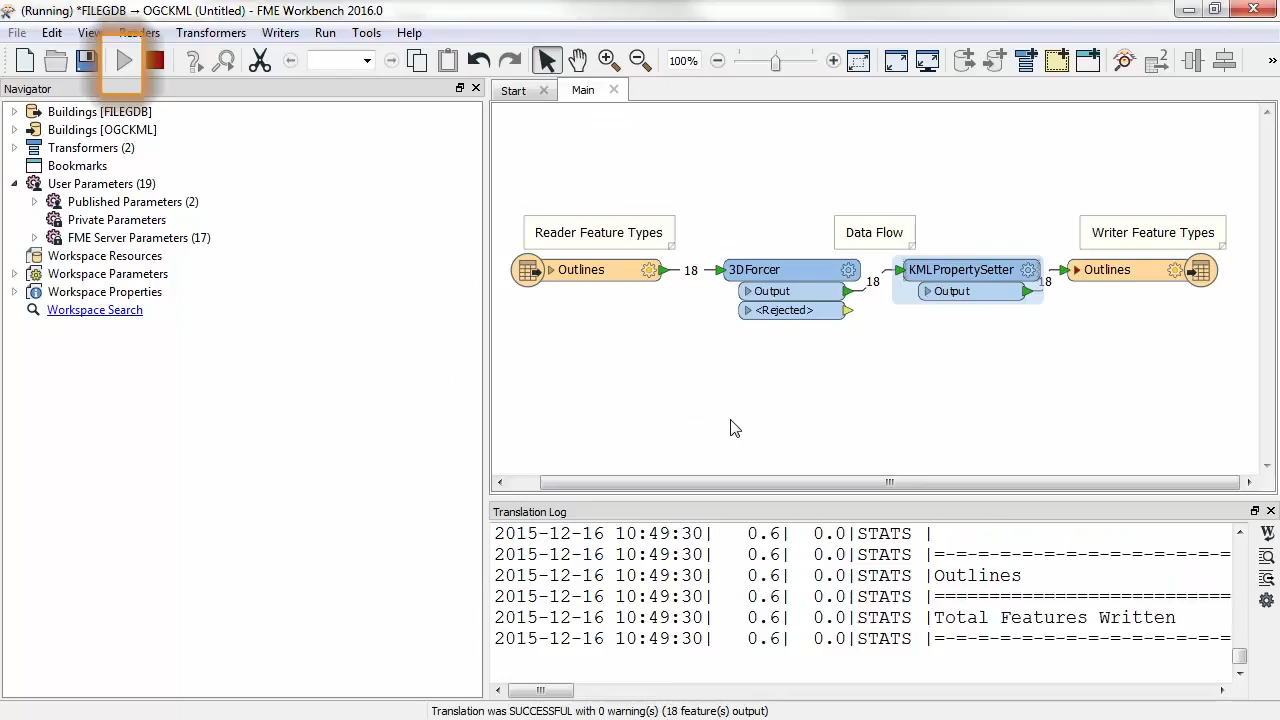 (Running) *FILEGDB → OGCKML (Untitled) - FME Workbench 2016.0
File Edit View Readers Transformers Writers Run Tools Help
100%
»
Navigator
Start
Main
Buildings [FILEGDB]
Buildings [OGCKML]
Transformers (2)
Bookmarks
User Parameters (19)
Published Parameters (2)
Private Parameters
FME Server Parameters (17)
Workspace Resources
Workspace Parameters
Workspace Properties
Workspace Search
Reader Feature Types
Data Flow
Writer Feature Types
Outlines
18
3DForcer
Output
<Rejected>
18
KMLPropertySetter
Output
18
Outlines
Translation Log
2015-12-16 10:49:30| 0.6| 0.0|STATS |
2015-12-16 10:49:30| 0.6| 0.0|STATS |=-=-=-=-=-=-=-=-=-=-=-=-=-=
2015-12-16 10:49:30| 0.6| 0.0|STATS |Outlines
2015-12-16 10:49:30| 0.6| 0.0|STATS |===========================
2015-12-16 10:49:30| 0.6| 0.0|STATS |Total Features Written
2015-12-16 10:49:30| 0.6| 0.0|STATS |=-=-=-=-=-=-=-=-=-=-=-=-=-=
Translation was SUCCESSFUL with 0 warning(s) (18 feature(s) output)